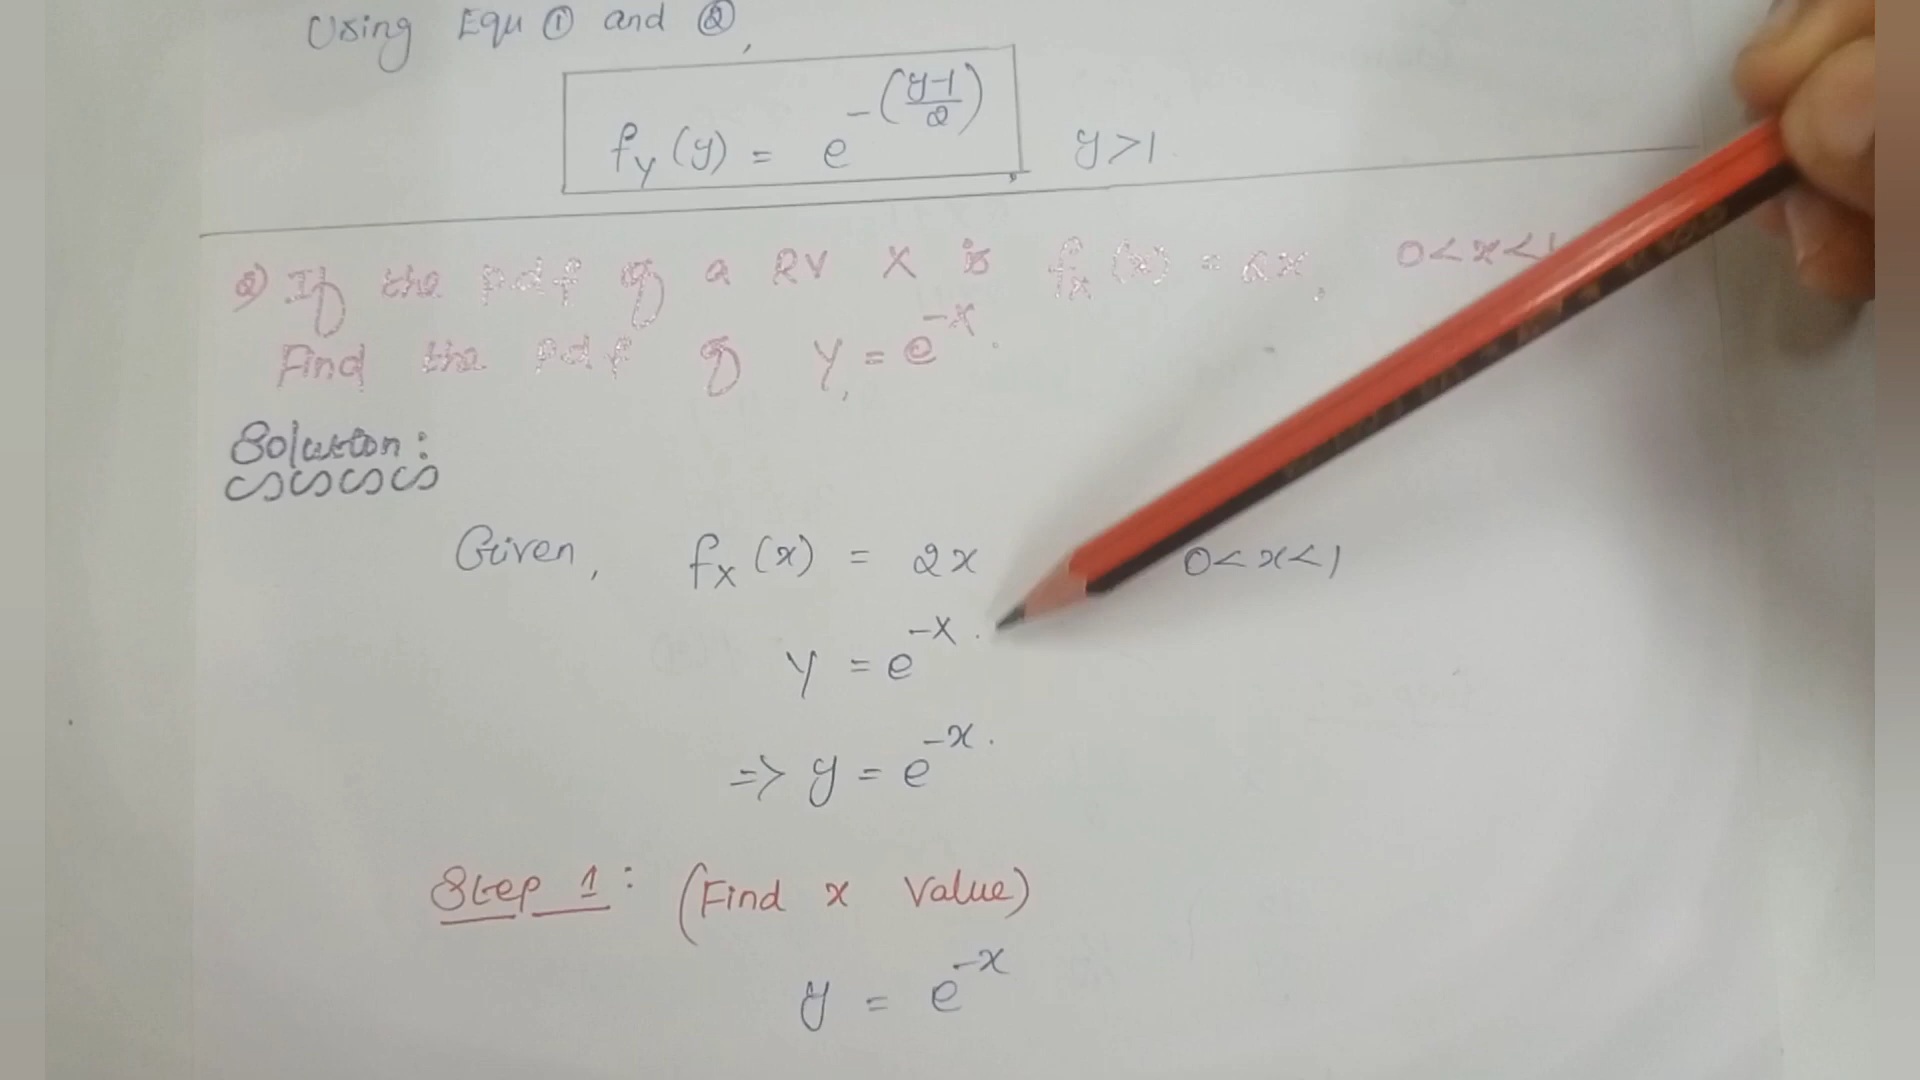 Using Equ ① and ②,
fY(y) = e^-((y-1)/2), y>1
2) If the pdf of a RV X is fx(x) = 2x, 0<x<1
Find the pdf of Y = e^-x.
Solution:
Given, fX(x) = 2x 0<x<1
Y = e^-X.
=> y = e^-x.
Step 1: (Find x Value)
y = e^-x